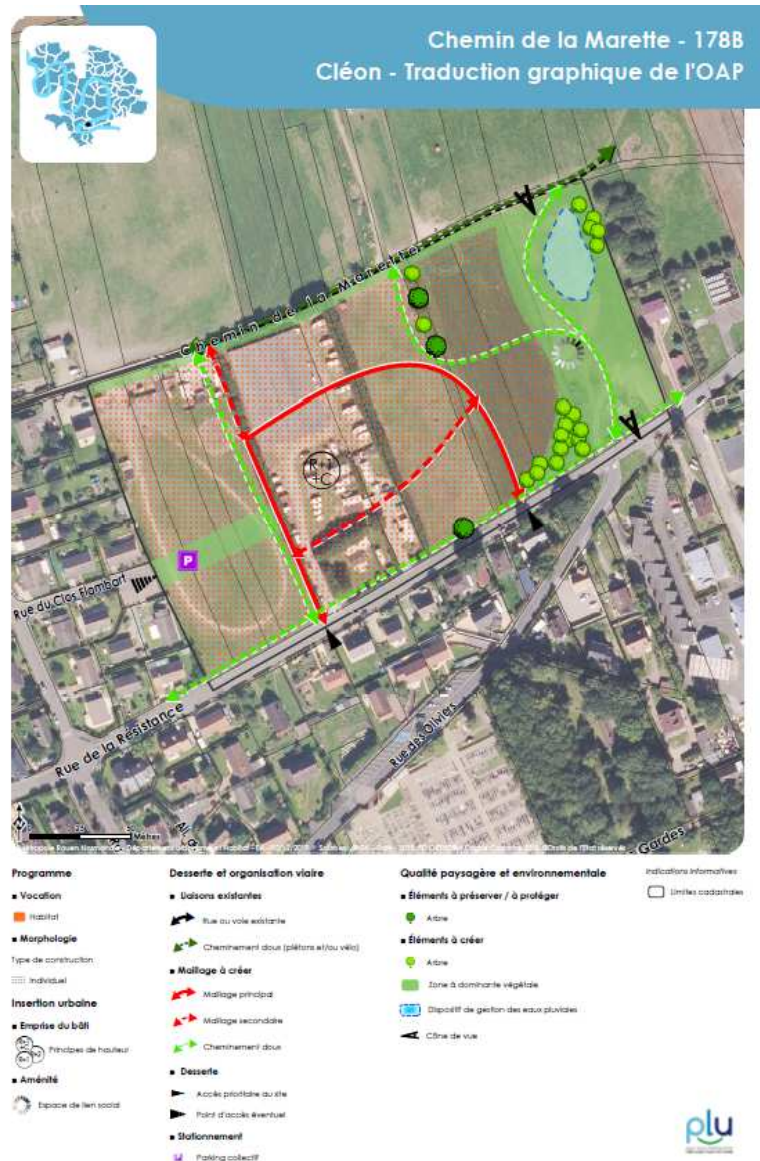 Chemin de la Marette - 178B
Cléon - Traduction graphique de l'OAP
Chemin de la Marette
R+1
+C
P
Rue du Clos Flambart
Rue de la Résistance
Rue des Oliviers
All. d
Gardes
0
25
50
Mètres
Programme
■ Vocation
Habitat
■ Morphologie
Type de construction
Individuel
Insertion urbaine
■ Emprise du bâti
Principes de hauteur
■ Aménité
Espace de lien social
Desserte et organisation viaire
■ Liaisons existantes
Rue ou voie existante
Cheminement doux (piétons et/ou vélo)
■ Maillage à créer
Maillage principal
Maillage secondaire
Cheminement doux
■ Desserte
Accès prioritaire au site
Point d'accès éventuel
■ Stationnement
Parking collectif
Qualité paysagère et environnementale
■ Éléments à préserver / à protéger
Arbre
■ Éléments à créer
Arbre
Zone à dominante végétale
Dispositif de gestion des eaux pluviales
Cône de vue
Indications informatives
Limites cadastrales
plu